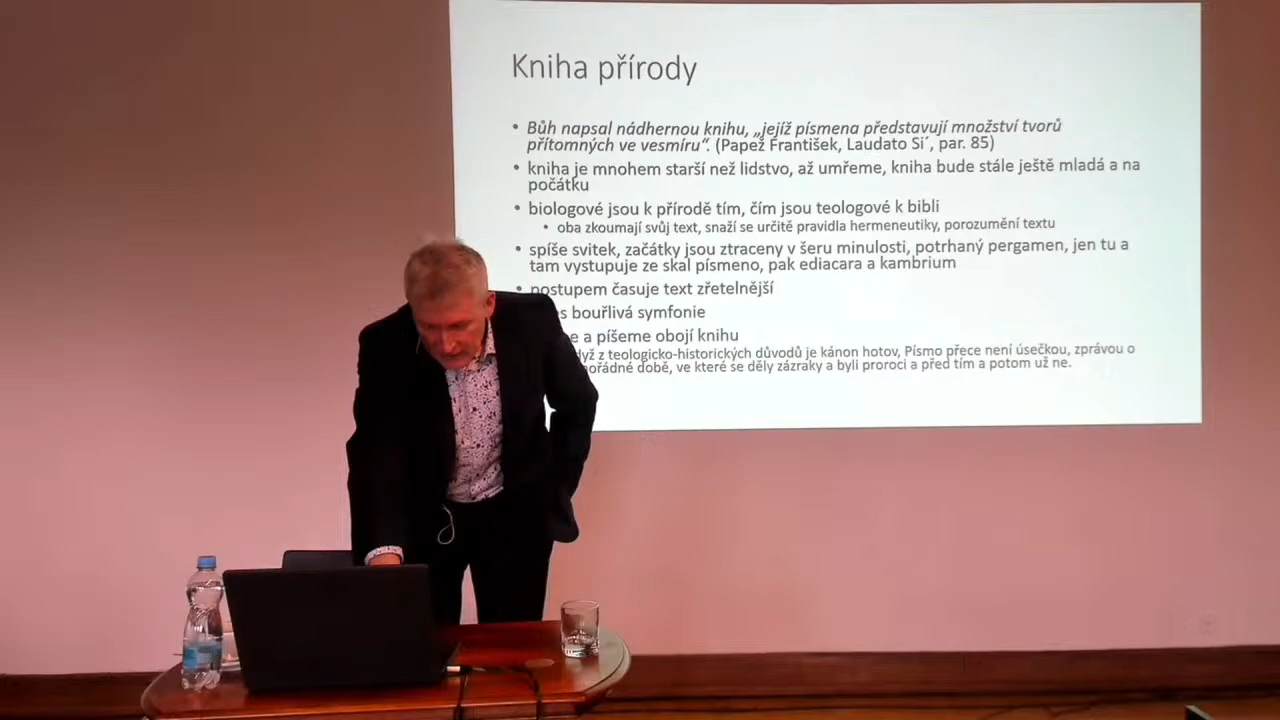 Kniha přírody
• Bůh napsal nádhernou knihu, „jejíž písmena představují množství tvorů
přítomných ve vesmíru“. (Papež František, Laudato Si´, par. 85)
• kniha je mnohem starší než lidstvo, až umřeme, kniha bude stále ještě mladá a na
počátku
• biologové jsou k přírodě tím, čím jsou teologové k bibli
• oba zkoumají svůj text, snaží se určitě pravidla hermeneutiky, porozumění textu
• spíše svitek, začátky jsou ztraceny v šeru minulosti, potrhaný pergamen, jen tu a
tam vystupuje ze skal písmeno, pak ediacara a kambrium
• postupem časuje text zřetelnější
bouřlivá symfonie
a píšeme obojí knihu
z teologicko-historických důvodů je kánon hotov, Písmo přece není úsečkou, zprávou o
době, ve které se děly zázraky a byli proroci a před tím a potom už ne.